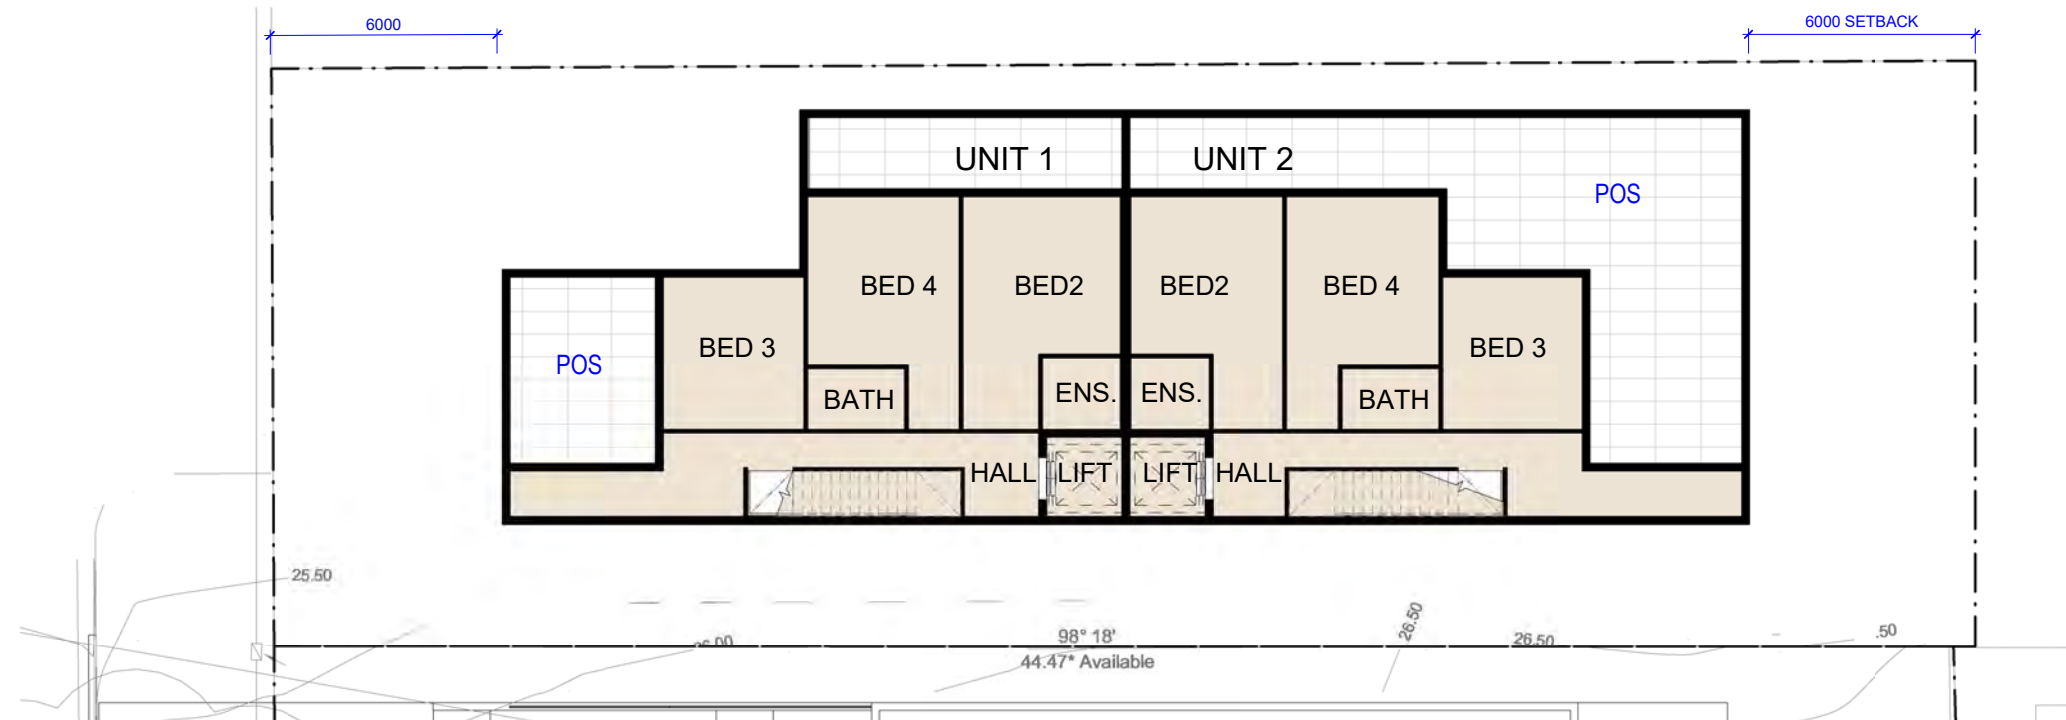 6000
6000 SETBACK
UNIT 1
UNIT 2
POS
BED 4
BED2
BED2
BED 4
BED 3
BED 3
POS
BATH
ENS.
ENS.
BATH
HALL
LIFT
LIFT
HALL
25.50
26.50
98° 18'
26.50
.50
44.47* Available